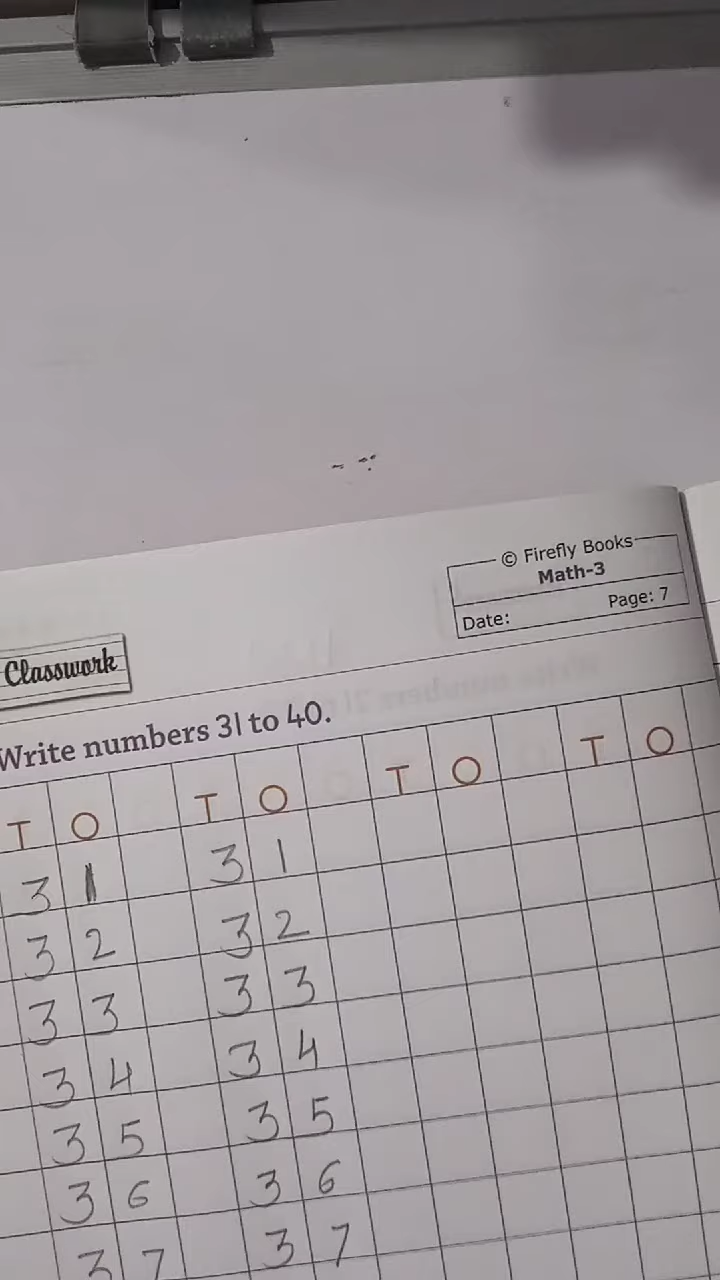 © Firefly Books
Math-3
Date: Page: 7
Classwork
Write numbers 31 to 40.
T O T O T O T O
3 1 3 1
3 2 3 2
3 3 3 3
3 4 3 4
3 5 3 5
3 6 3 6
3 7 3 7